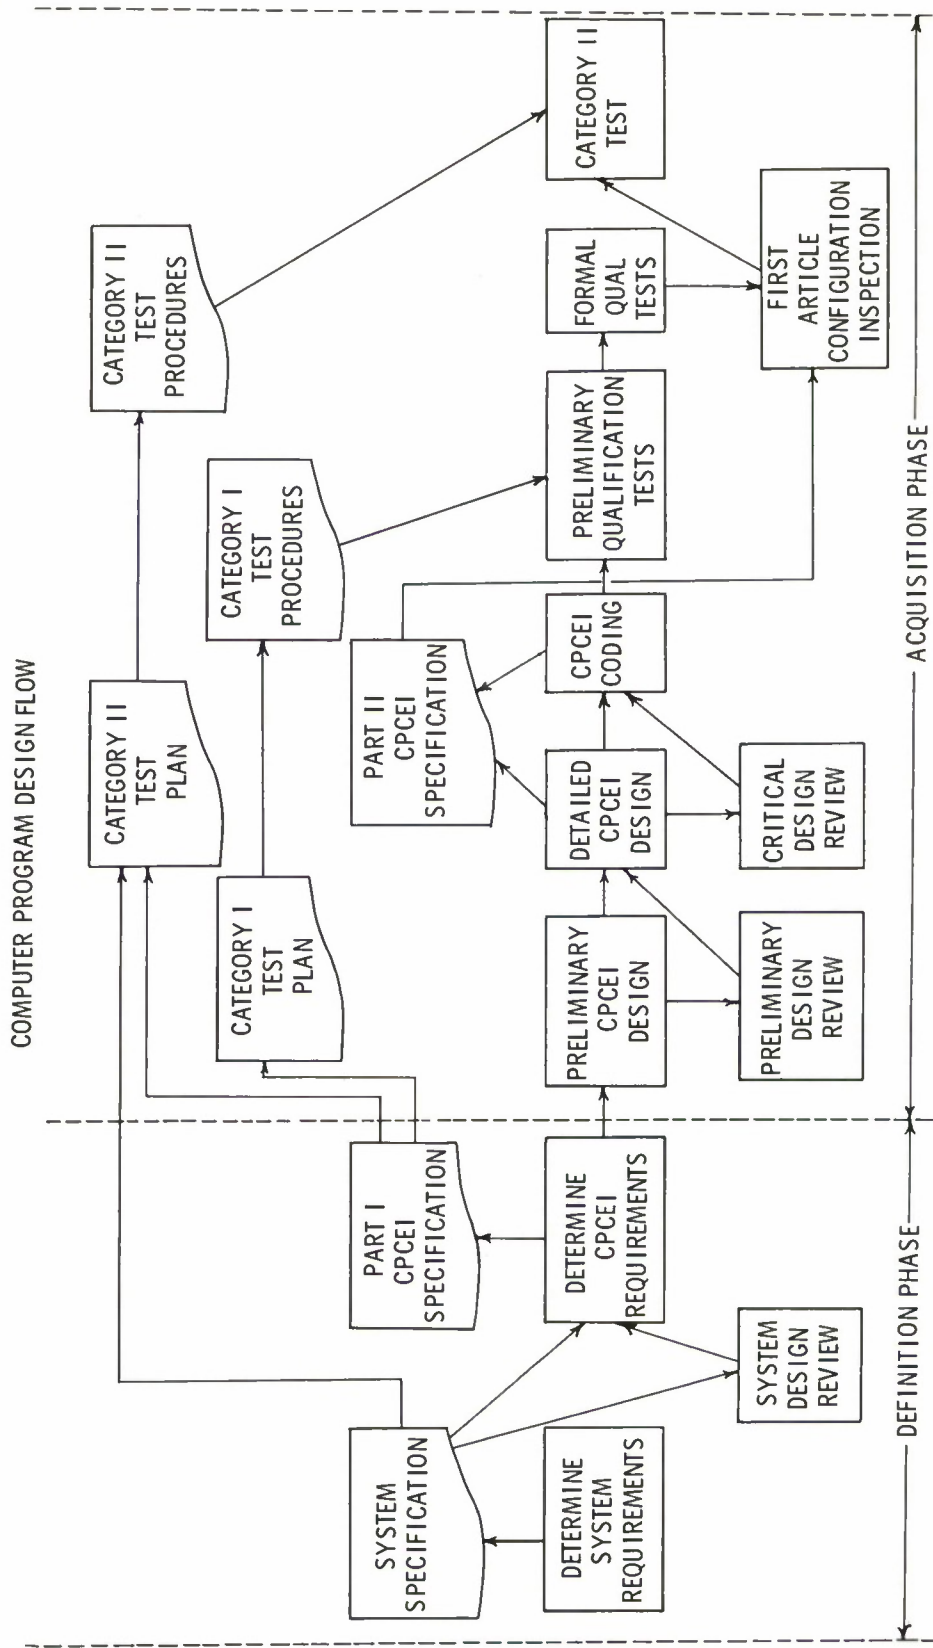 COMPUTER PROGRAM DESIGN FLOW
SYSTEM
SPECIFICATION
DETERMINE
SYSTEM
REQUIREMENTS
SYSTEM
DESIGN
REVIEW
PART I
CPCEI
SPECIFICATION
DETERMINE
CPCEI
REQUIREMENTS
CATEGORY II
TEST
PLAN
CATEGORY I
TEST
PLAN
PRELIMINARY
CPCEI
DESIGN
PRELIMINARY
DESIGN
REVIEW
PART II
CPCEI
SPECIFICATION
DETAILED
CPCEI
DESIGN
CRITICAL
DESIGN
REVIEW
CPCEI
CODING
CATEGORY I
TEST
PROCEDURES
CATEGORY II
TEST
PROCEDURES
PRELIMINARY
QUALIFICATION
TESTS
FORMAL
QUAL
TESTS
FIRST
ARTICLE
CONFIGURATION
INSPECTION
CATEGORY II
TEST
DEFINITION PHASE
ACQUISITION PHASE